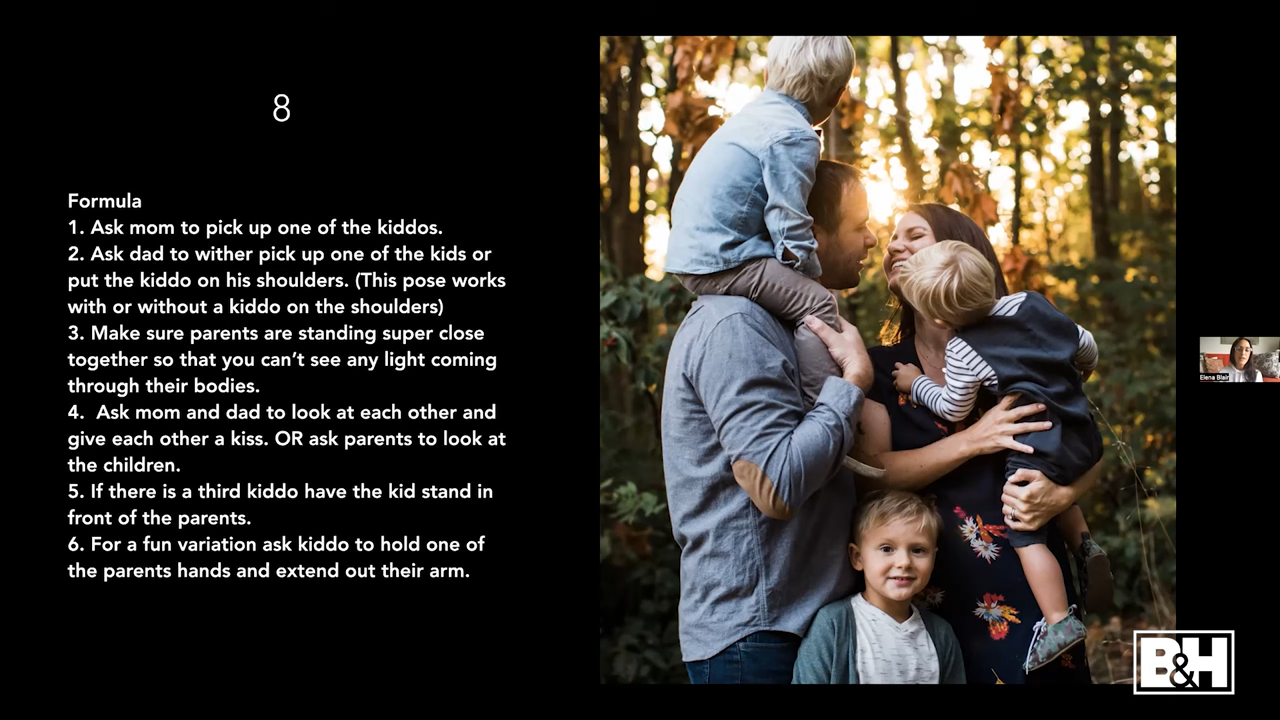 8
Formula
1. Ask mom to pick up one of the kiddos.
2. Ask dad to wither pick up one of the kids or
put the kiddo on his shoulders. (This pose works
with or without a kiddo on the shoulders)
3. Make sure parents are standing super close
together so that you can’t see any light coming
through their bodies.
4.  Ask mom and dad to look at each other and
give each other a kiss. OR ask parents to look at
the children.
5. If there is a third kiddo have the kid stand in
front of the parents.
6. For a fun variation ask kiddo to hold one of
the parents hands and extend out their arm.
Elena Blair
B&H